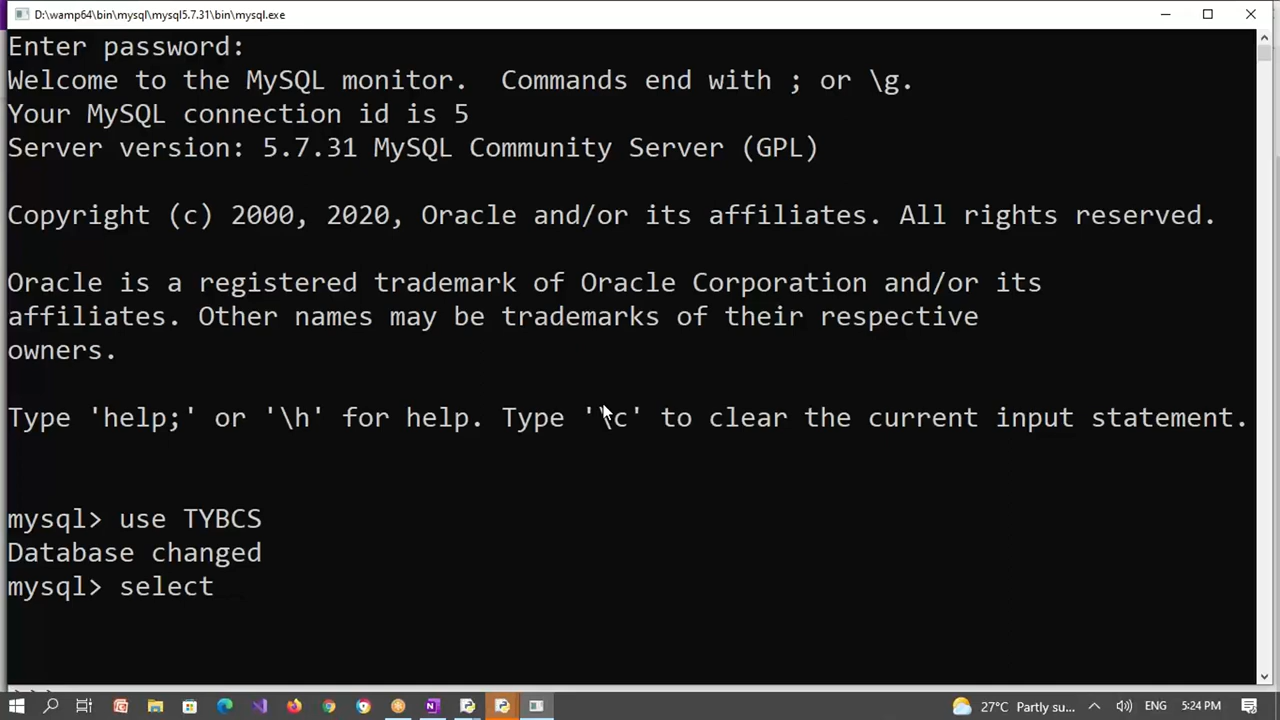 D:\wamp64\bin\mysql\mysql5.7.31\bin\mysql.exe
Enter password:
Welcome to the MySQL monitor.  Commands end with ; or \g.
Your MySQL connection id is 5
Server version: 5.7.31 MySQL Community Server (GPL)
Copyright (c) 2000, 2020, Oracle and/or its affiliates. All rights reserved.
Oracle is a registered trademark of Oracle Corporation and/or its
affiliates. Other names may be trademarks of their respective
owners.
Type 'help;' or '\h' for help. Type '\c' to clear the current input statement.
mysql> use TYBCS
Database changed
mysql> select
27°C Partly su... ENG 5:24 PM